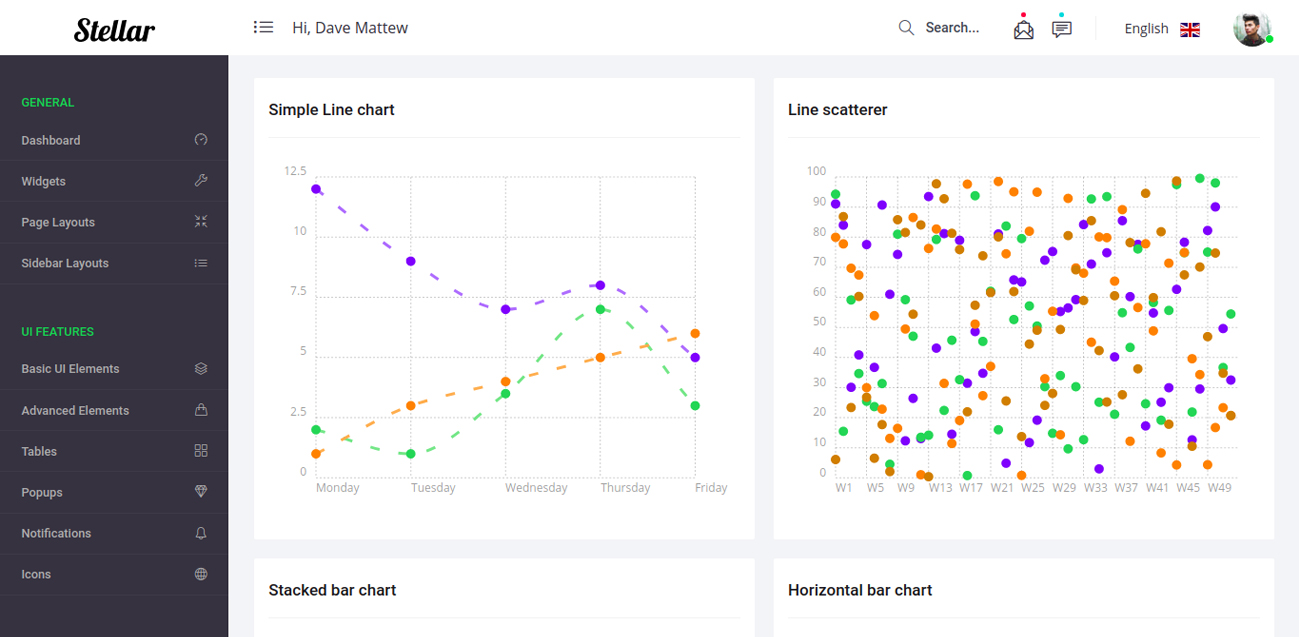 Stellar
Hi, Dave Mattew
Search...
English
GENERAL
Dashboard
Widgets
Page Layouts
Sidebar Layouts
UI FEATURES
Basic UI Elements
Advanced Elements
Tables
Popups
Notifications
Icons
Simple Line chart
12.5
10
7.5
5
2.5
0
Monday Tuesday Wednesday Thursday Friday
Line scatterer
100
90
80
70
60
50
40
30
20
10
0
W1 W5 W9 W13 W17 W21 W25 W29 W33 W37 W41 W45 W49
Stacked bar chart
Horizontal bar chart